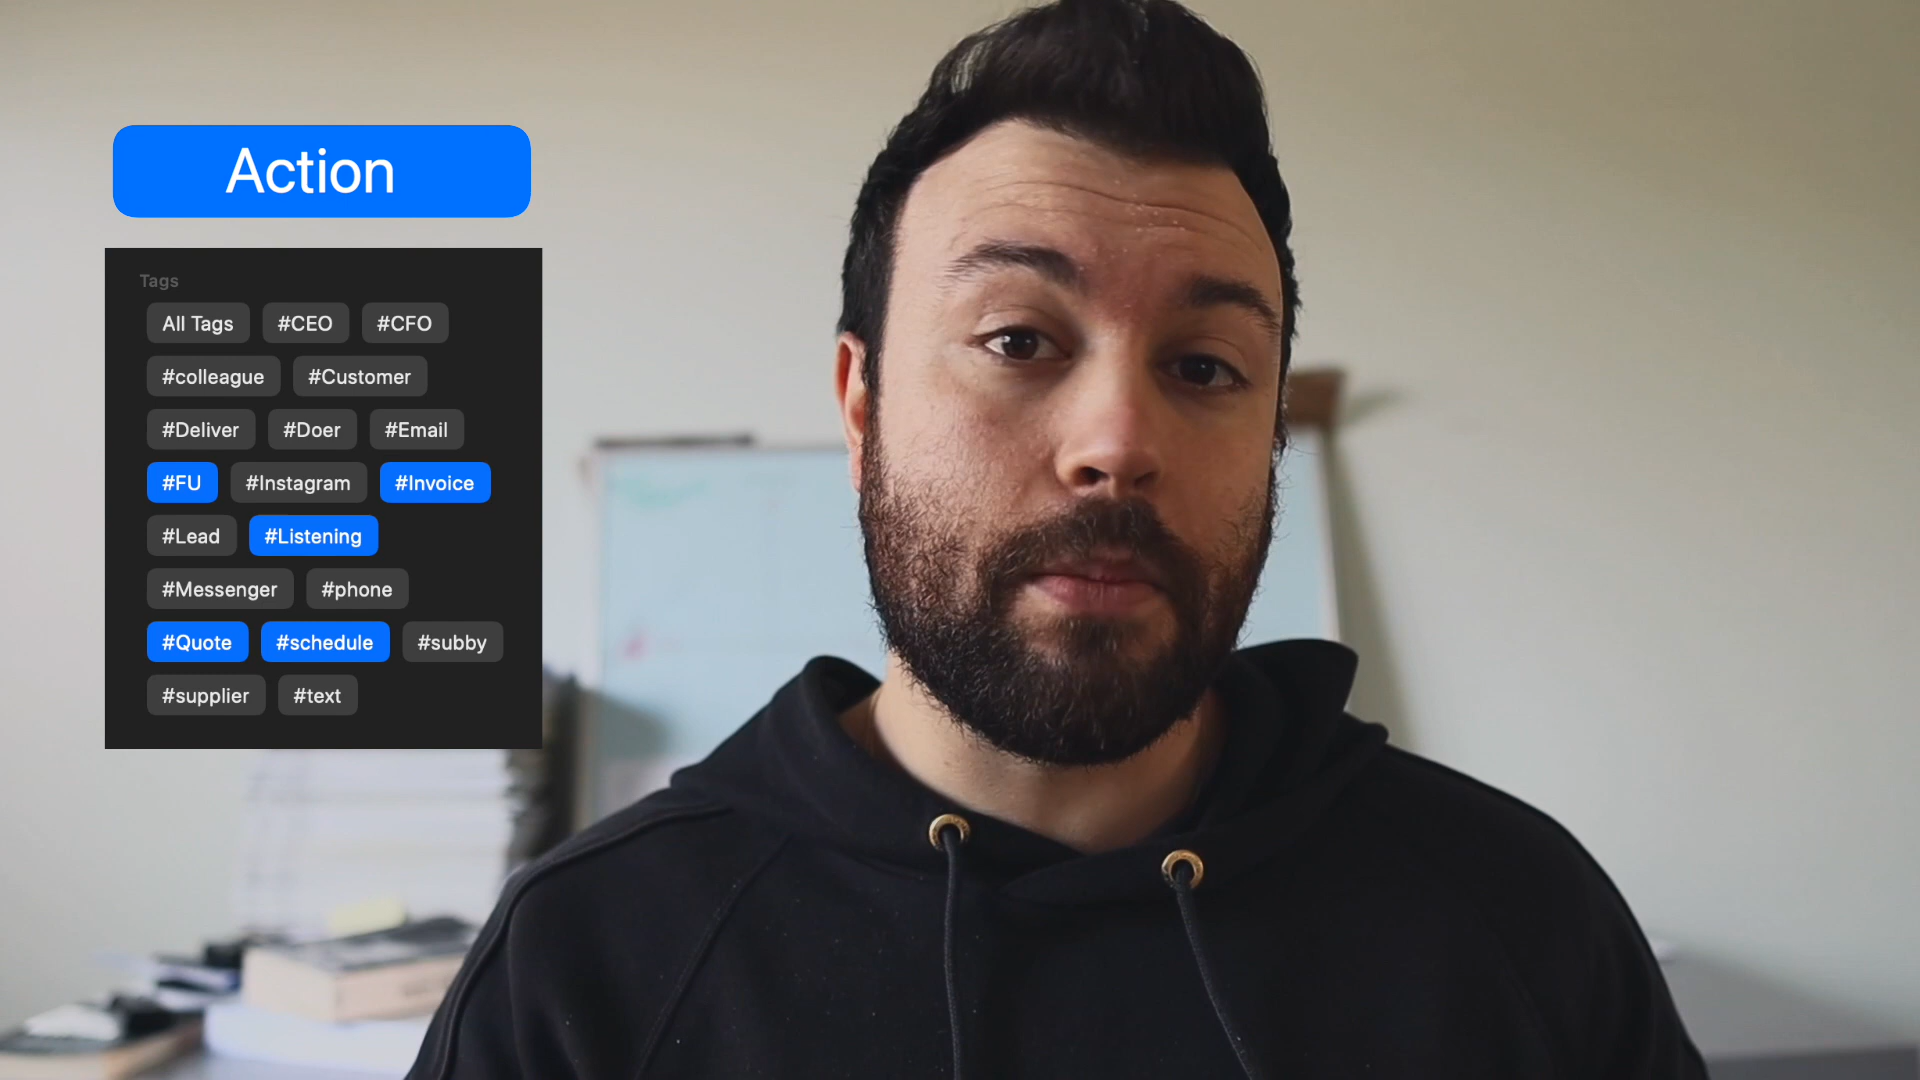 Action
Tags
All Tags #CEO #CFO
#colleague #Customer
#Deliver #Doer #Email
#FU #Instagram #Invoice
#Lead #Listening
#Messenger #phone
#Quote #schedule #subby
#supplier #text